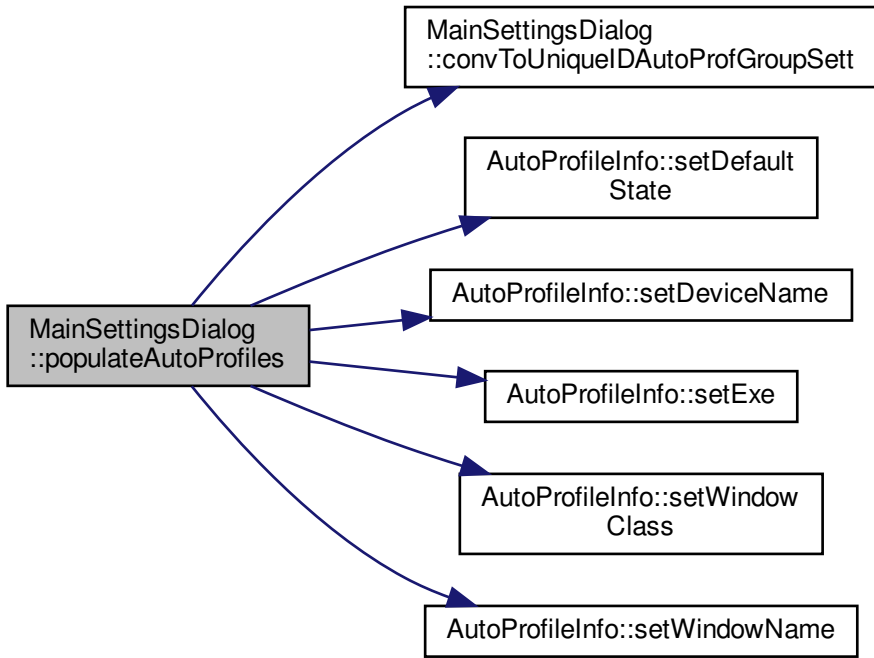 MainSettingsDialog
::convToUniqueIDAutoProfGroupSett
AutoProfileInfo::setDefault
State
AutoProfileInfo::setDeviceName
MainSettingsDialog
::populateAutoProfiles
AutoProfileInfo::setExe
AutoProfileInfo::setWindow
Class
AutoProfileInfo::setWindowName